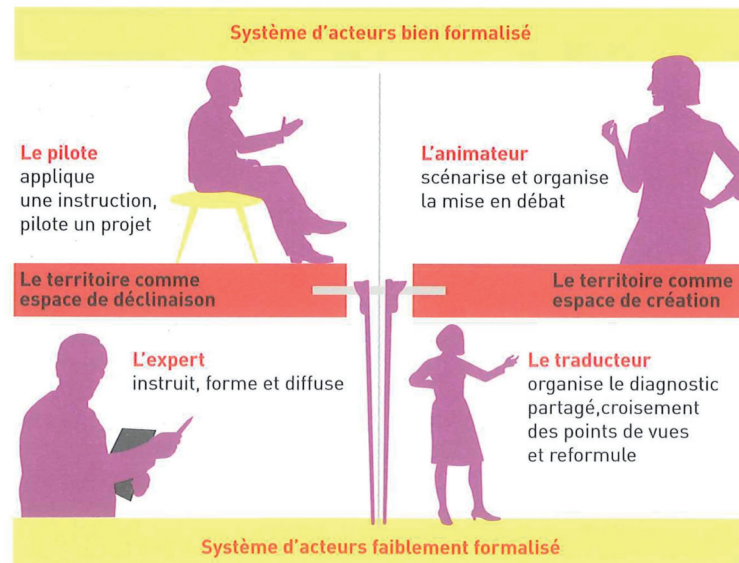 Système d'acteurs bien formalisé
Le pilote
applique
une instruction,
pilote un projet
L'animateur
scénarise et organise
la mise en débat
Le territoire comme
espace de déclinaison
Le territoire comme
espace de création
L'expert
instruit, forme et diffuse
Le traducteur
organise le diagnostic
partagé,croisement
des points de vues
et reformule
Système d'acteurs faiblement formalisé